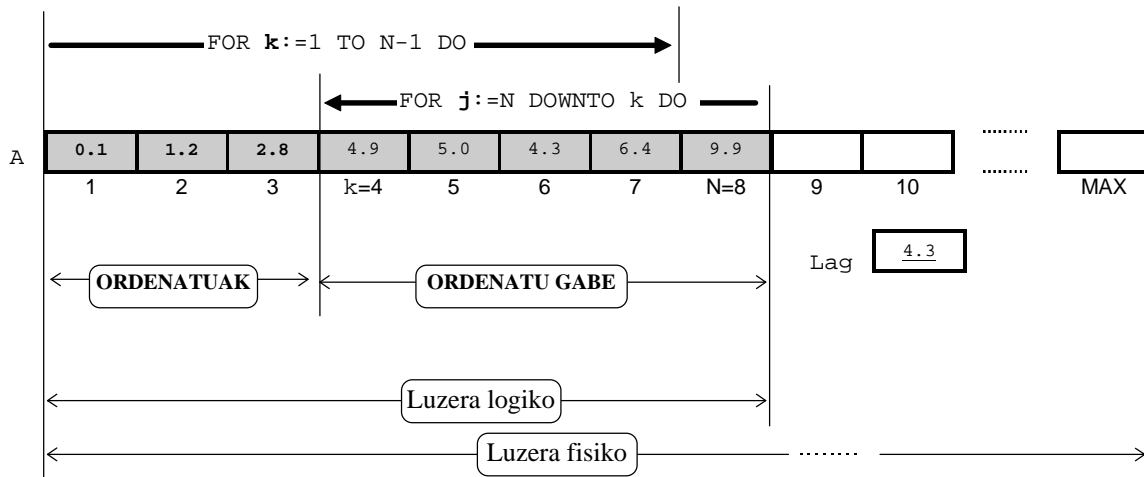 FOR k:=1 TO N-1 DO
FOR j:=N DOWNTO k DO
A 0.1 1.2 2.8 4.9 5.0 4.3 6.4 9.9
1 2 3 k=4 5 6 7 N=8 9 10 MAX
Lag 4.3
ORDENATUAK ORDENATU GABE
Luzera logiko
Luzera fisiko